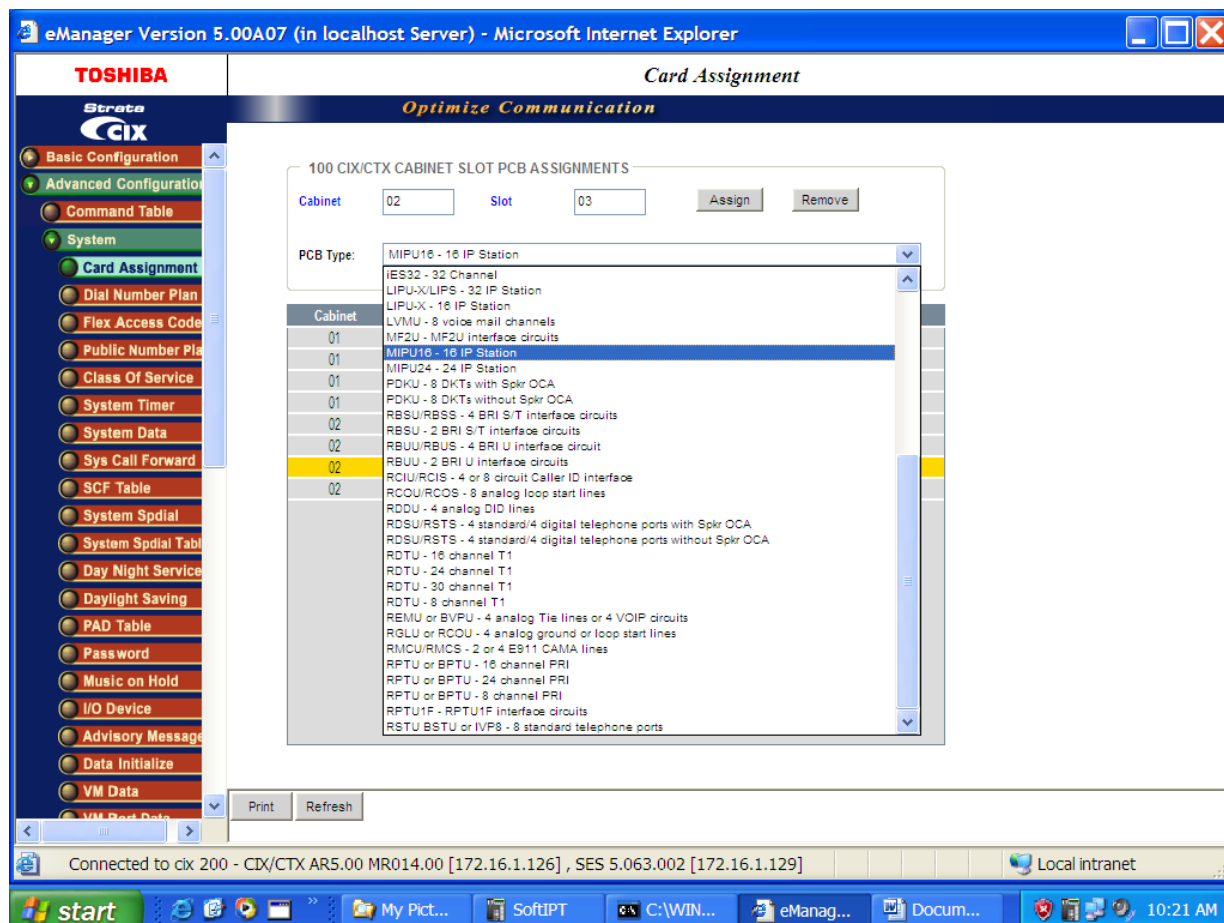 eManager Version 5.00A07 (in localhost Server) - Microsoft Internet Explorer
TOSHIBA
Card Assignment
Strata
CIX
Optimize Communication
Basic Configuration
Advanced Configuratio
Command Table
System
Card Assignment
Dial Number Plan
Flex Access Code
Public Number Pla
Class Of Service
System Timer
System Data
Sys Call Forward
SCF Table
System Spdial
System Spdial Tabl
Day Night Service
Daylight Saving
PAD Table
Password
Music on Hold
I/O Device
Advisory Message
Data Initialize
VM Data
VM Port Data
100 CIX/CTX CABINET SLOT PCB ASSIGNMENTS
Cabinet 02 Slot 03 Assign Remove
PCB Type: MIPU16 - 16 IP Station
iES32 - 32 Channel
LIPU-X/LIPS - 32 IP Station
LIPU-X - 16 IP Station
LVMU - 8 voice mail channels
MF2U - MF2U interface circuits
MIPU16 - 16 IP Station
MIPU24 - 24 IP Station
PDKU - 8 DKTs with Spkr OCA
PDKU - 8 DKTs without Spkr OCA
RBSU/RBSS - 4 BRI S/T interface circuits
RBSU - 2 BRI S/T interface circuits
RBUU/RBUS - 4 BRI U interface circuit
RBUU - 2 BRI U interface circuits
RCIU/RCIS - 4 or 8 circuit Caller ID interface
RCOU/RCOS - 8 analog loop start lines
RDDU - 4 analog DID lines
RDSU/RSTS - 4 standard/4 digital telephone ports with Spkr OCA
RDSU/RSTS - 4 standard/4 digital telephone ports without Spkr OCA
RDTU - 16 channel T1
RDTU - 24 channel T1
RDTU - 30 channel T1
RDTU - 8 channel T1
REMU or BVPU - 4 analog Tie lines or 4 VOIP circuits
RGLU or RCOU - 4 analog ground or loop start lines
RMCU/RMCS - 2 or 4 E911 CAMA lines
RPTU or BPTU - 16 channel PRI
RPTU or BPTU - 24 channel PRI
RPTU or BPTU - 8 channel PRI
RPTU1F - RPTU1F interface circuits
RSTU BSTU or IVP8 - 8 standard telephone ports
Cabinet
01
01
01
01
02
02
02
02
Print Refresh
Connected to cix 200 - CIX/CTX AR5.00 MR014.00 [172.16.1.126] , SES 5.063.002 [172.16.1.129]
Local intranet
start
My Pict...
SoftIPT
C:\WIN...
eManag...
Docum...
10:21 AM